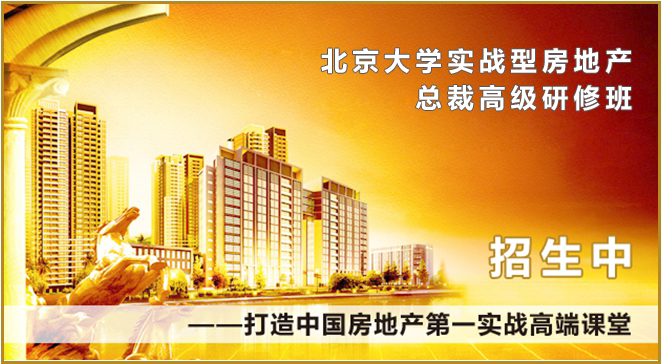 北京大学实战型房地产
总裁高级研修班
招生中
——打造中国房地产第一实战高端课堂